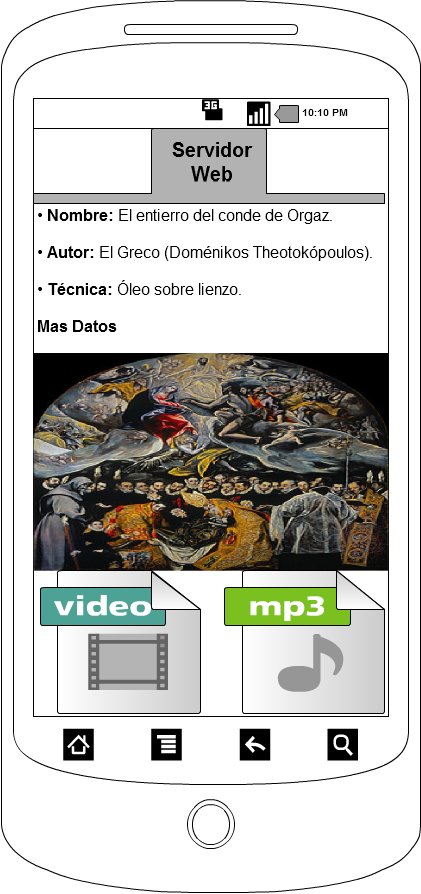 10:10 PM
Servidor
Web
• Nombre: El entierro del conde de Orgaz.
• Autor: El Greco (Doménikos Theotokópoulos).
• Técnica: Óleo sobre lienzo.
Mas Datos
video
mp3